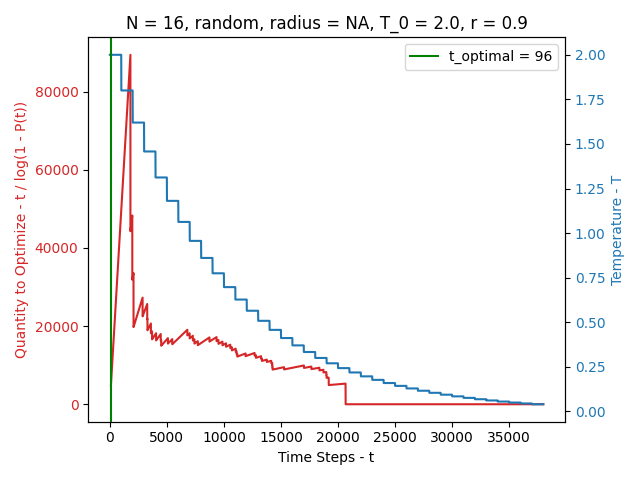 N = 16, random, radius = NA, T_0 = 2.0, r = 0.9
t_optimal = 96
Quantity to Optimize - t / log(1 - P(t))
80000
60000
40000
20000
0
2.00
1.75
1.50
1.25
1.00
0.75
0.50
0.25
0.00
Temperature - T
0 5000 10000 15000 20000 25000 30000 35000
Time Steps - t